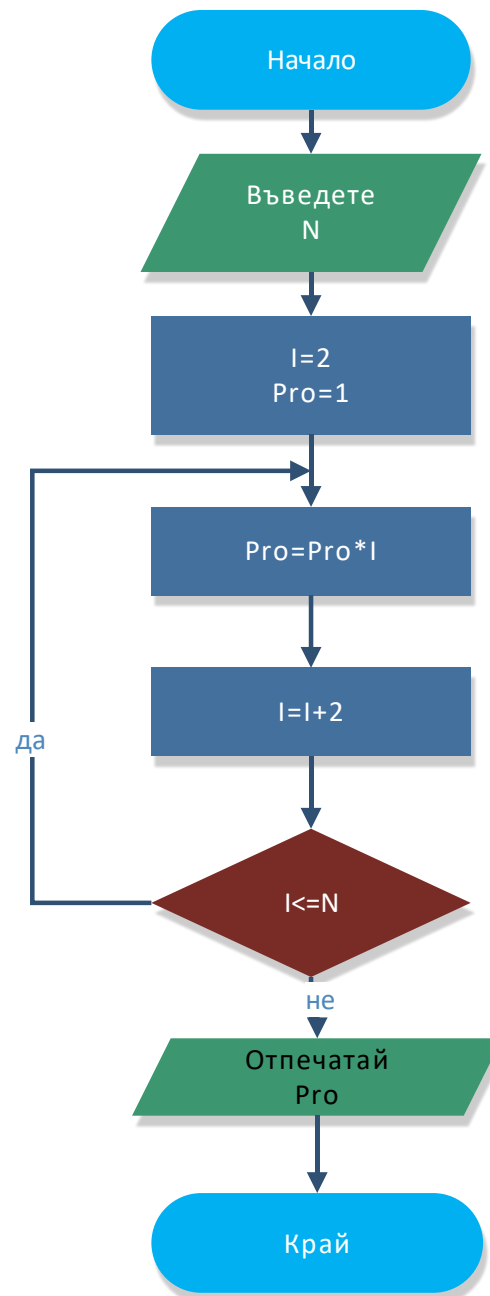 Начало
Въведете
N
I=2
Pro=1
Pro=Pro*I
I=I+2
да
I<=N
не
Отпечатай
Pro
Край